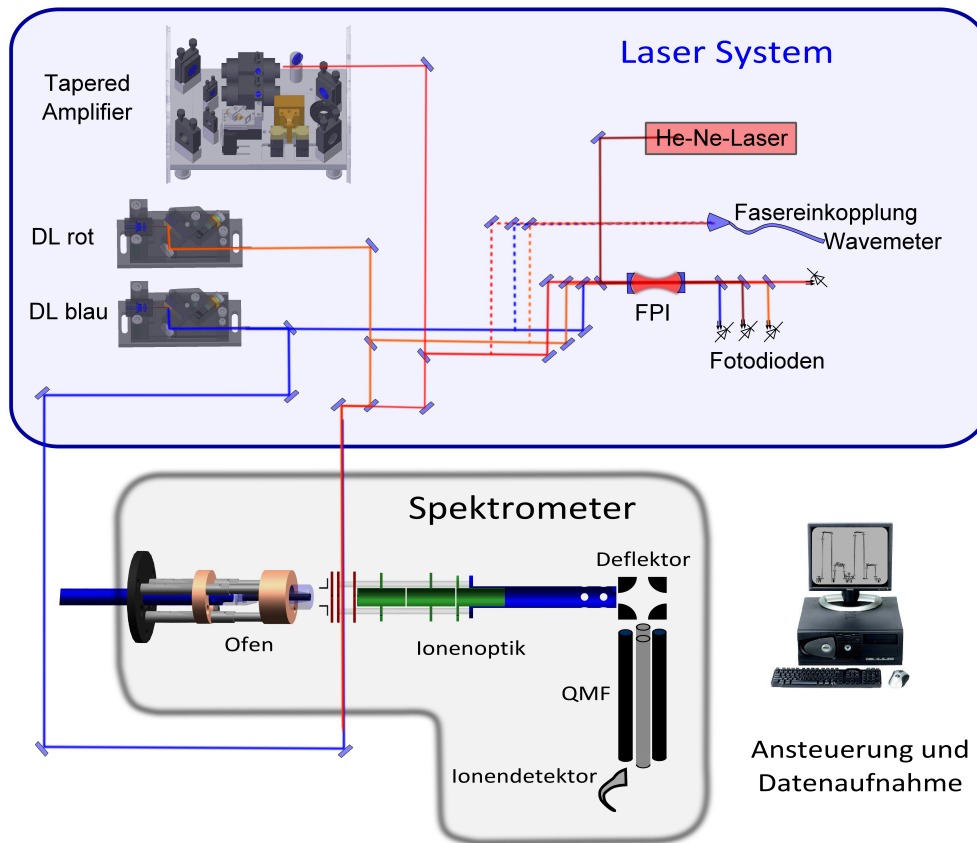 Laser System
Tapered
Amplifier
He-Ne-Laser
Fasereinkopplung
Wavemeter
DL rot
DL blau
FPI
Fotodioden
Spektrometer
Deflektor
Ofen
Ionenoptik
QMF
Ionendetektor
Ansteuerung und
Datenaufnahme